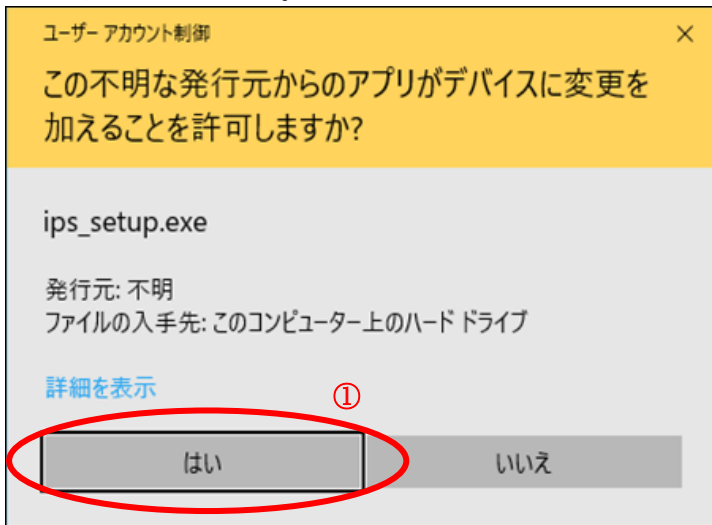 ユーザー アカウント制御
この不明な発行元からのアプリがデバイスに変更を
加えることを許可しますか?
ips_setup.exe
発行元: 不明
ファイルの入手先: このコンピューター上のハード ドライブ
詳細を表示
①
はい
いいえ